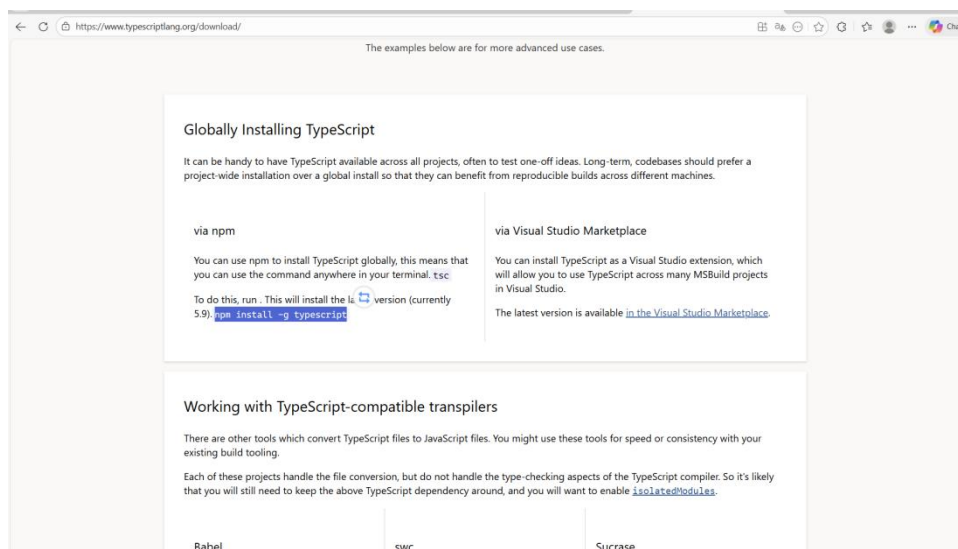 https://www.typescriptlang.org/download/
The examples below are for more advanced use cases.
Globally Installing TypeScript
It can be handy to have TypeScript available across all projects, often to test one-off ideas. Long-term, codebases should prefer a
project-wide installation over a global install so that they can benefit from reproducible builds across different machines.
via npm
You can use npm to install TypeScript globally, this means that
you can use the command anywhere in your terminal. tsc
To do this, run . This will install the version (currently
5.9). npm install -g typescript
via Visual Studio Marketplace
You can install TypeScript as a Visual Studio extension, which
will allow you to use TypeScript across many MSBuild projects
in Visual Studio.
The latest version is available in the Visual Studio Marketplace.
Working with TypeScript-compatible transpilers
There are other tools which convert TypeScript files to JavaScript files. You might use these tools for speed or consistency with your
existing build tooling.
Each of these projects handle the file conversion, but do not handle the type-checking aspects of the TypeScript compiler. So it's likely
that you will still need to keep the above TypeScript dependency around, and you will want to enable isolatedModules.
Babel
swc
Sucrase